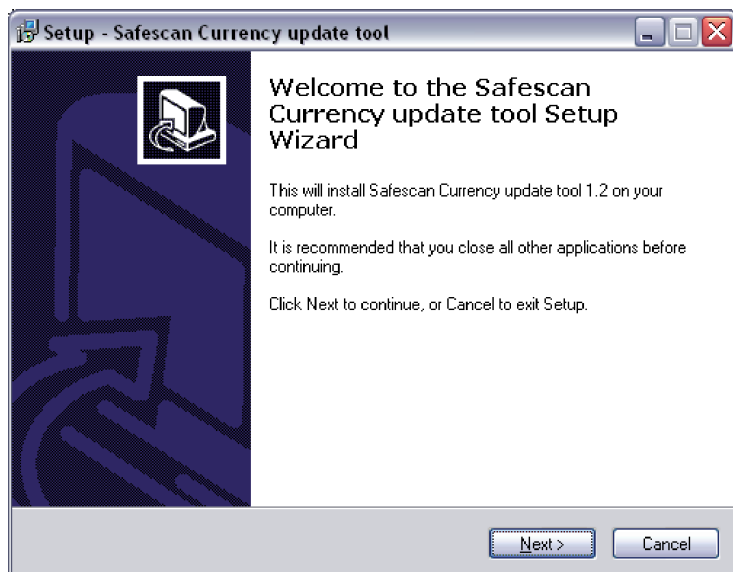 Setup - Safescan Currency update tool
Welcome to the Safescan
Currency update tool Setup
Wizard
This will install Safescan Currency update tool 1.2 on your
computer.
It is recommended that you close all other applications before
continuing.
Click Next to continue, or Cancel to exit Setup.
Next >
Cancel